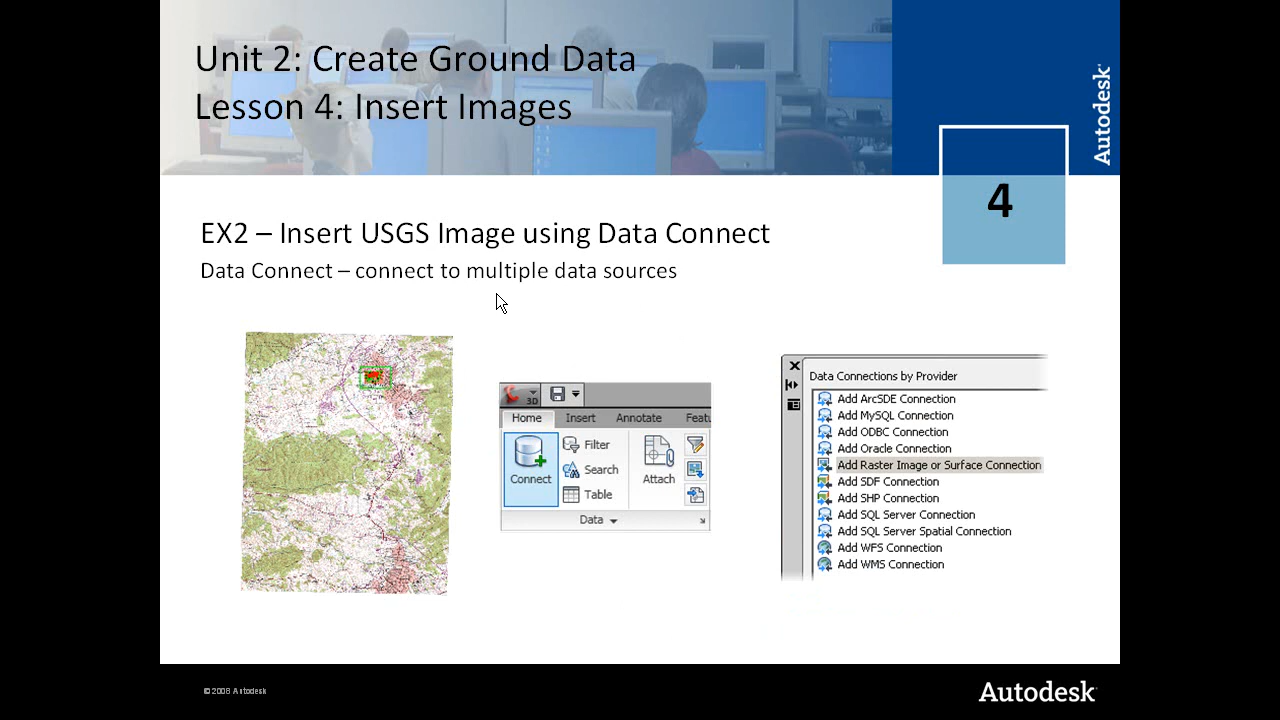 Unit 2: Create Ground Data
Lesson 4: Insert Images
Autodesk
4
EX2 – Insert USGS Image using Data Connect
Data Connect – connect to multiple data sources
3D
Home Insert Annotate Featu
Connect
Filter
Search
Table
Attach
Data
Data Connections by Provider
Add ArcSDE Connection
Add MySQL Connection
Add ODBC Connection
Add Oracle Connection
Add Raster Image or Surface Connection
Add SDF Connection
Add SHP Connection
Add SQL Server Connection
Add SQL Server Spatial Connection
Add WFS Connection
Add WMS Connection
© 2008 Autodesk
Autodesk